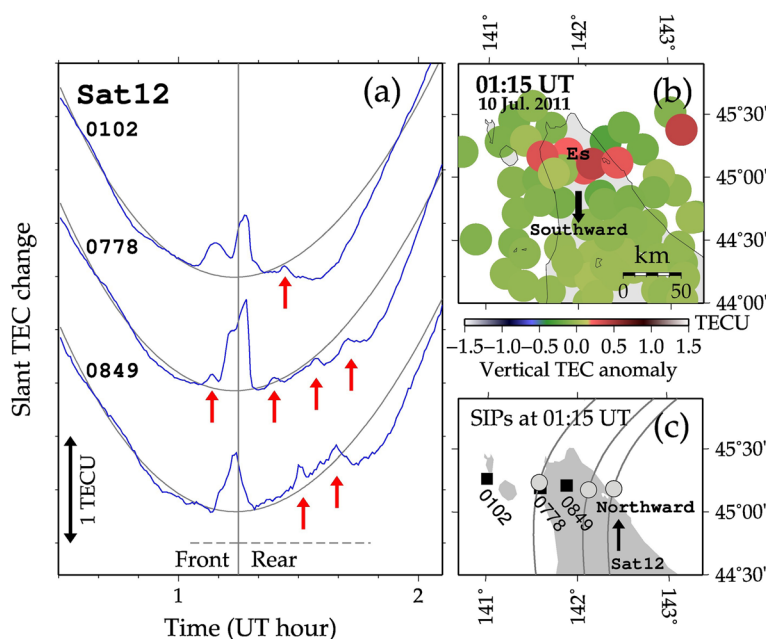 Sat12
(a)
0102
0778
0849
Slant TEC change
1 TECU
Front
Rear
1
2
Time (UT hour)
141°
142°
143°
01:15 UT
10 Jul. 2011
(b)
Es
Southward
km
0
50
45°30'
45°00'
44°30'
44°00'
TECU
−1.5 −1.0 −0.5 0.0 0.5 1.0 1.5
Vertical TEC anomaly
SIPs at 01:15 UT
(c)
0102
0778
0849
Northward
Sat12
45°30'
45°00'
44°30'
141°
142°
143°